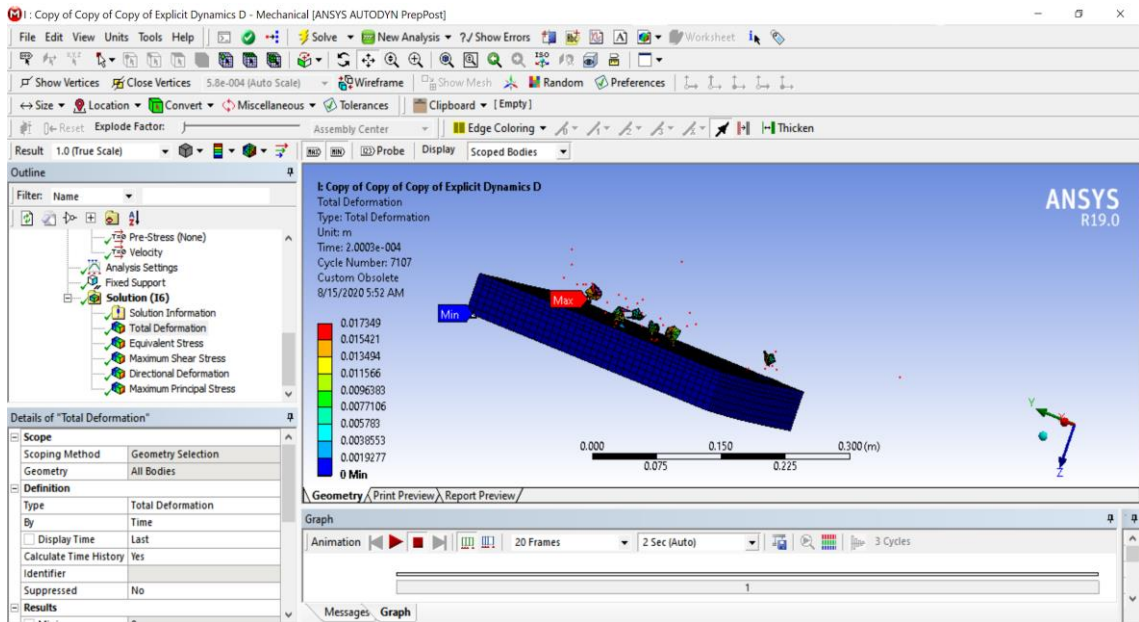 I : Copy of Copy of Copy of Explicit Dynamics D - Mechanical [ANSYS AUTODYN PrepPost]
File Edit View Units Tools Help Solve New Analysis ?/ Show Errors Worksheet
Show Vertices Close Vertices 5.8e-004 (Auto Scale) Wireframe Show Mesh Random Preferences
Size Location Convert Miscellaneous Tolerances Clipboard [Empty]
Reset Explode Factor: Assembly Center Edge Coloring Thicken
Result 1.0 (True Scale) MAX MIN Probe Display Scoped Bodies
Outline
Filter: Name
Pre-Stress (None)
Velocity
Analysis Settings
Fixed Support
Solution (I6)
Solution Information
Total Deformation
Equivalent Stress
Maximum Shear Stress
Directional Deformation
Maximum Principal Stress
Details of "Total Deformation"
Scope
Scoping Method Geometry Selection
Geometry All Bodies
Definition
Type Total Deformation
By Time
Display Time Last
Calculate Time History Yes
Identifier
Suppressed No
Results
I: Copy of Copy of Copy of Explicit Dynamics D
Total Deformation
Type: Total Deformation
Unit: m
Time: 2.0003e-004
Cycle Number: 7107
Custom Obsolete
8/15/2020 5:52 AM
0.017349
0.015421
0.013494
0.011566
0.0096383
0.0077106
0.005783
0.0038553
0.0019277
0 Min
Min
Max
ANSYS
R19.0
0.000 0.150 0.300 (m)
0.075 0.225
Y
X
Z
Geometry Print Preview Report Preview
Graph
Animation 20 Frames 2 Sec (Auto) 3 Cycles
1
Messages Graph